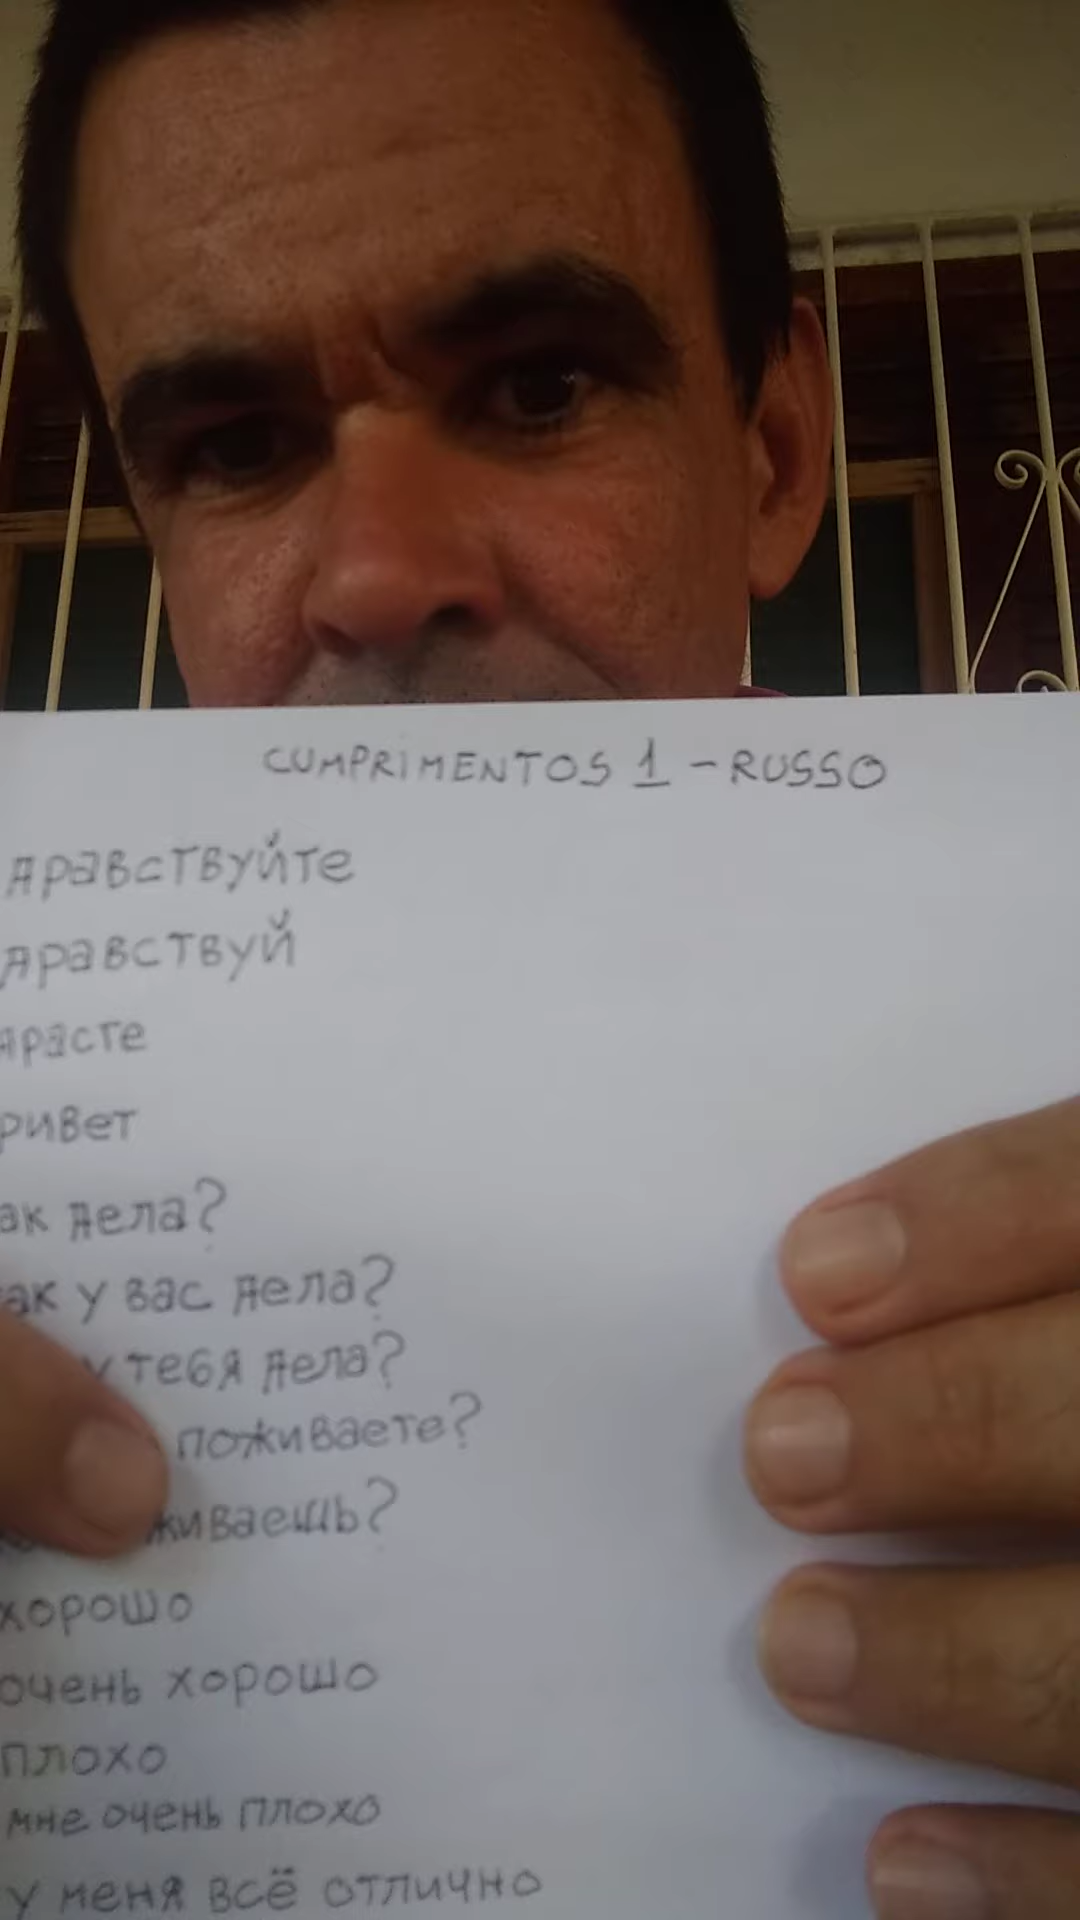 CUMPRIMENTOS 1 - RUSSO
дравствуйте
дравствуй
драсте
ривет
ак дела?
ак у вас дела?
у тебя дела?
поживаете?
живаешь?
хорошо
очень хорошо
плохо
мне очень плохо
у меня всё отлично